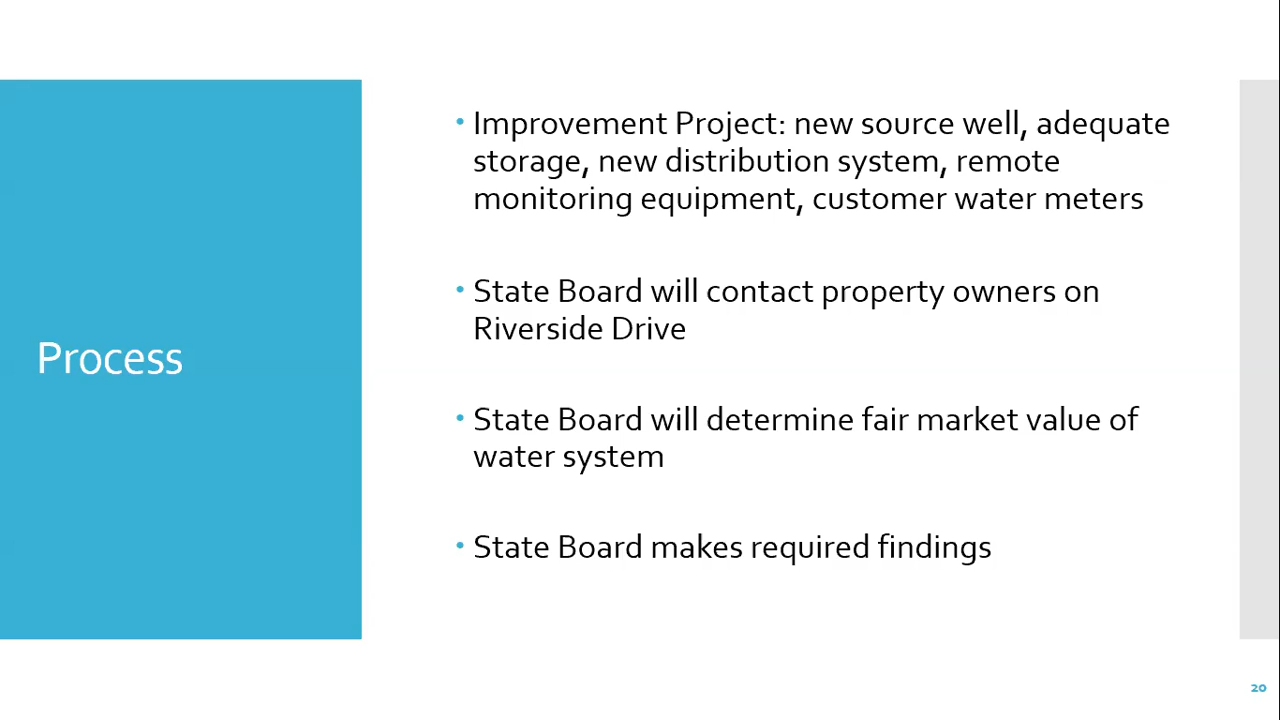 Process
• Improvement Project: new source well, adequate
storage, new distribution system, remote
monitoring equipment, customer water meters
• State Board will contact property owners on
Riverside Drive
• State Board will determine fair market value of
water system
• State Board makes required findings
20